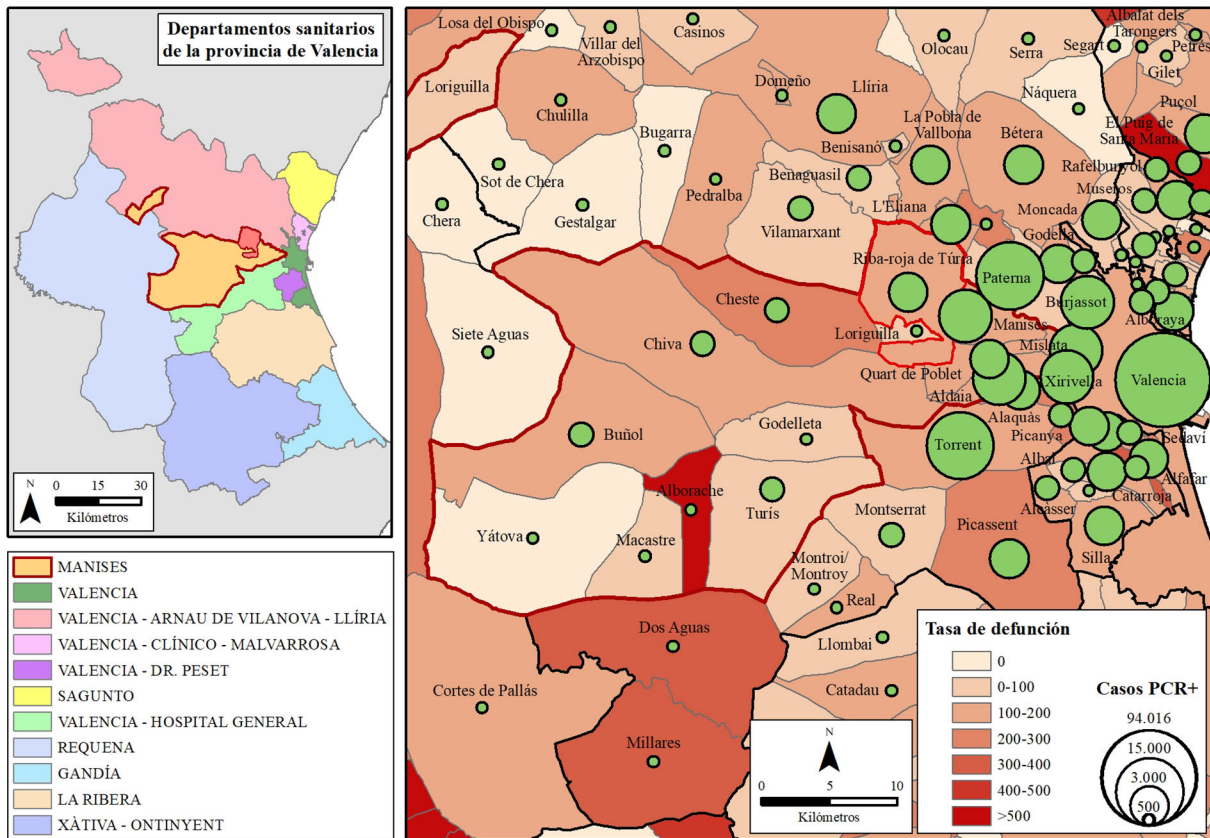 Departamentos sanitarios
de la provincia de Valencia
N
0 15 30
Kilómetros
MANISES
VALENCIA
VALENCIA - ARNAU DE VILANOVA - LLÍRIA
VALENCIA - CLÍNICO - MALVARROSA
VALENCIA - DR. PESET
SAGUNTO
VALENCIA - HOSPITAL GENERAL
REQUENA
GANDÍA
LA RIBERA
XÀTIVA - ONTINYENT
Losa del Obispo
Villar del
Arzobispo
Casinos
Olocau
Serra
Segart
Albalat dels
Tarongers
Petrés
Gilet
Loriguilla
Chulilla
Domeño
Llíria
Náquera
Puçol
Bugarra
La Pobla de
Vallbona
Bétera
El Puig de
Santa Maria
Benisanó
Rafelbunyol
Sot de Chera
Pedralba
Benaguasil
Museros
Chera
Gestalgar
Vilamarxant
L'Eliana
Moncada
Godella
Riba-roja de Túria
Paterna
Cheste
Burjassot
Siete Aguas
Chiva
Loriguilla
Manises
Alboraya
Mislata
Quart de Poblet
Aldaia
Xirivella
Valencia
Alaquàs
Buñol
Godelleta
Torrent
Picanya
Sedaví
Albal
Alborache
Turís
Alfafar
Catarroja
Alcàsser
Yátova
Macastre
Montserrat
Picassent
Silla
Montroi/
Montroy
Real
Dos Aguas
Llombai
Cortes de Pallás
Catadau
Millares
N
0 5 10
Kilómetros
Tasa de defunción
0
0-100
100-200
200-300
300-400
400-500
>500
Casos PCR+
94.016
15.000
3.000
500